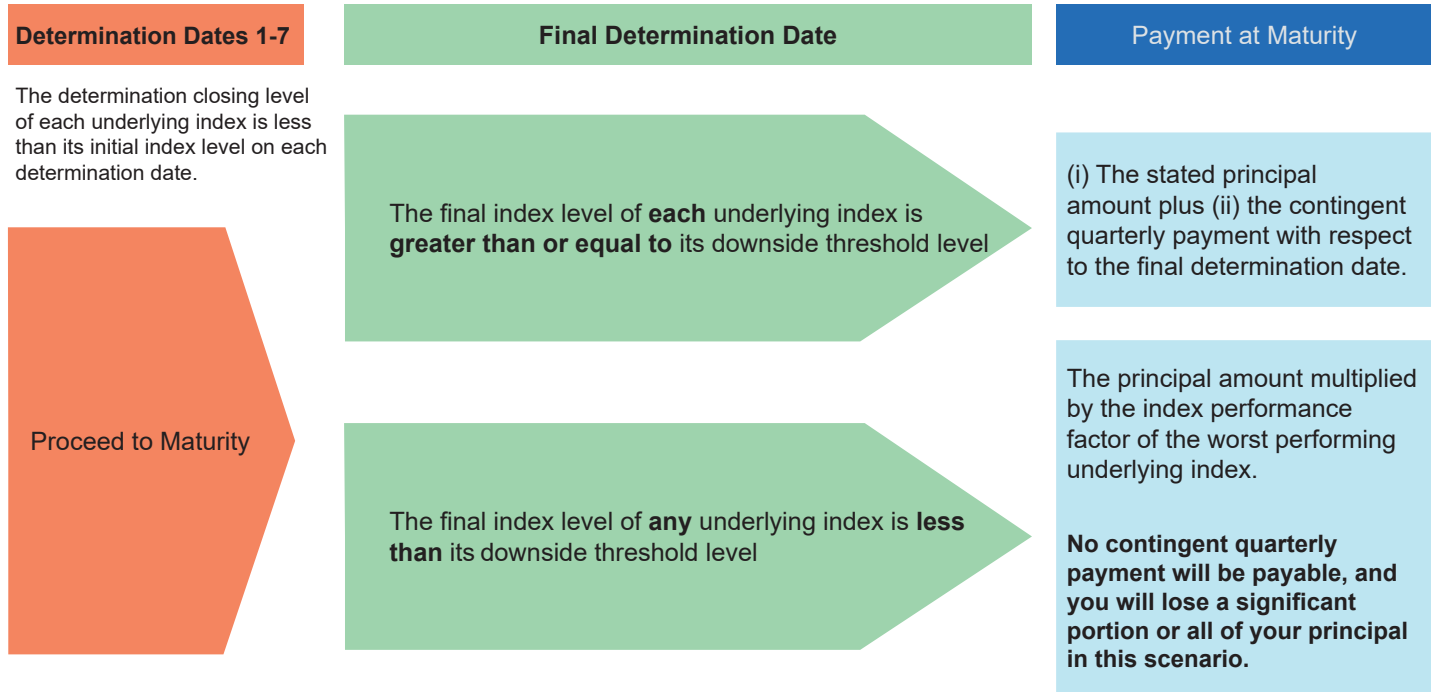 Determination Dates 1-7
Final Determination Date
Payment at Maturity
The determination closing level
of each underlying index is less
than its initial index level on each
determination date.
Proceed to Maturity
The final index level of each underlying index is
greater than or equal to its downside threshold level
(i) The stated principal
amount plus (ii) the contingent
quarterly payment with respect
to the final determination date.
The final index level of any underlying index is less
than its downside threshold level
The principal amount multiplied
by the index performance
factor of the worst performing
underlying index.
No contingent quarterly
payment will be payable, and
you will lose a significant
portion or all of your principal
in this scenario.